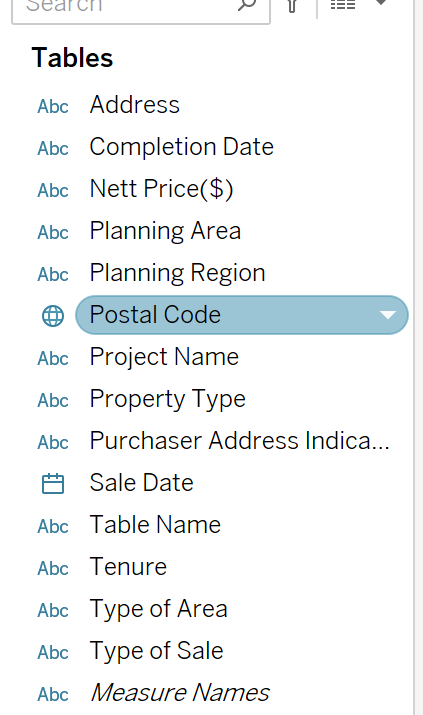 Search
Tables
Abc Address
Abc Completion Date
Abc Nett Price($)
Abc Planning Area
Abc Planning Region
Postal Code
Abc Project Name
Abc Property Type
Abc Purchaser Address Indica...
Sale Date
Abc Table Name
Abc Tenure
Abc Type of Area
Abc Type of Sale
Abc Measure Names